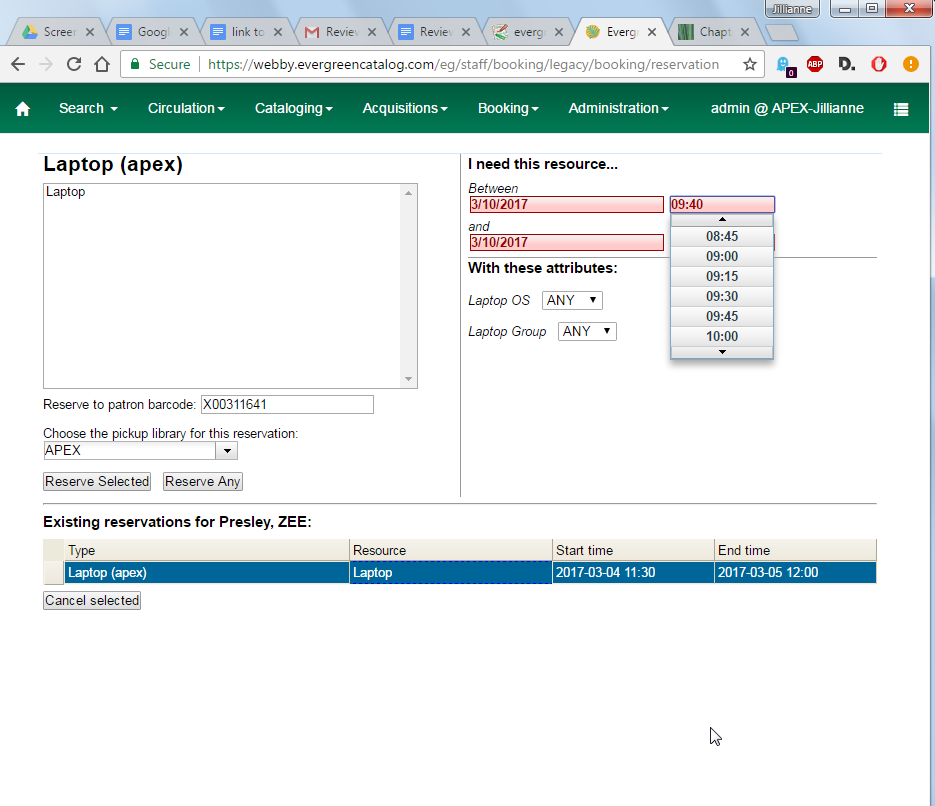 Jillianne
Screer
Googl
link to
Review
Review
evergr
Evergr
Chapt
Secure
https://webby.evergreencatalog.com/eg/staff/booking/legacy/booking/reservation
0
ABP
D.
Search
Circulation
Cataloging
Acquisitions
Booking
Administration
admin @ APEX-Jillianne
Laptop (apex)
Laptop
Reserve to patron barcode: X00311641
Choose the pickup library for this reservation:
APEX
Reserve Selected
Reserve Any
I need this resource...
Between
3/10/2017
09:40
and
3/10/2017
08:45
09:00
09:15
09:30
09:45
10:00
With these attributes:
Laptop OS
ANY
Laptop Group
ANY
Existing reservations for Presley, ZEE:
Type
Resource
Start time
End time
Laptop (apex)
Laptop
2017-03-04 11:30
2017-03-05 12:00
Cancel selected